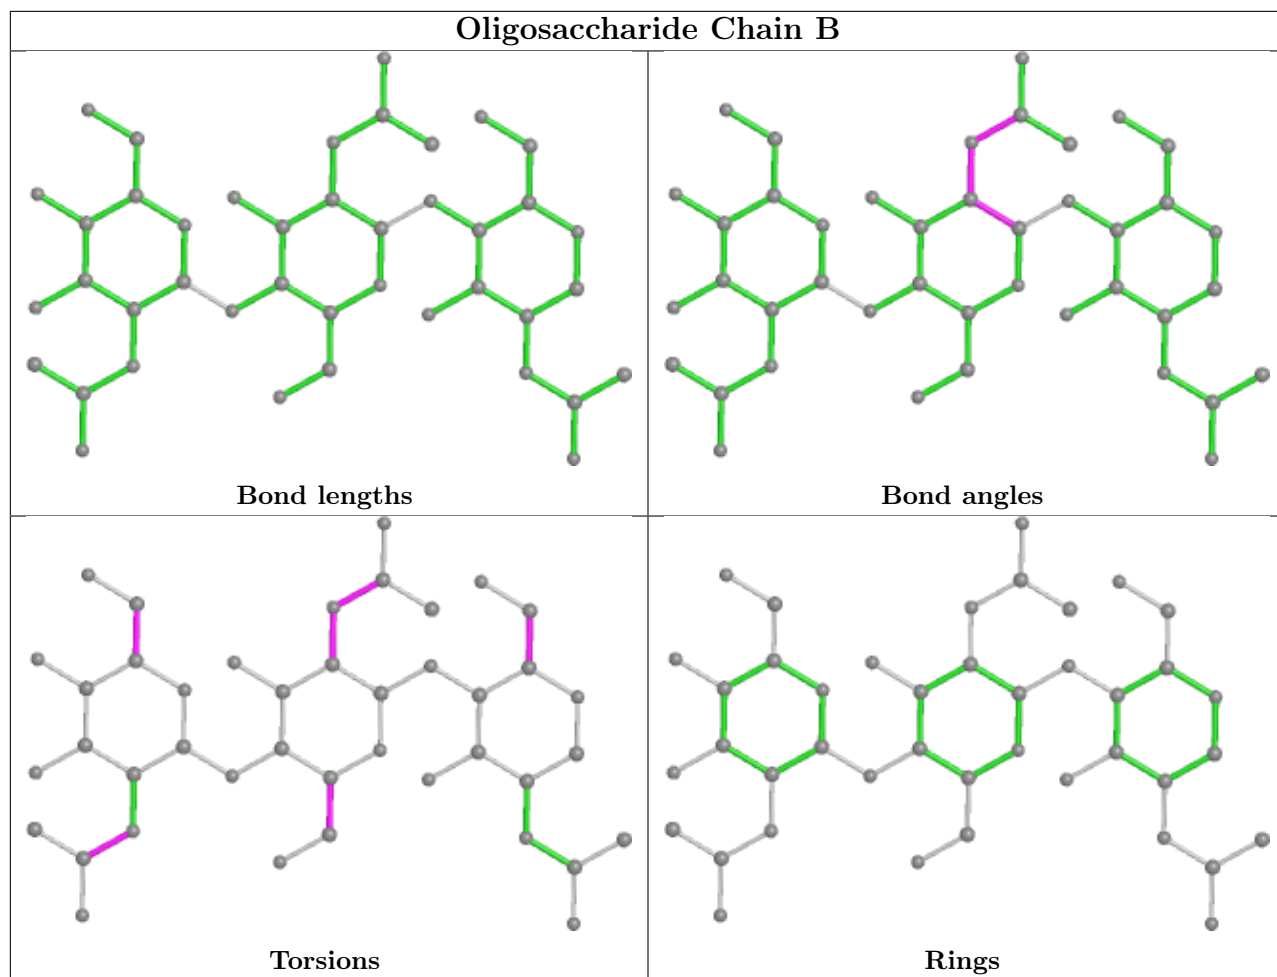 Oligosaccharide Chain B
Bond lengths
Bond angles
Torsions
Rings